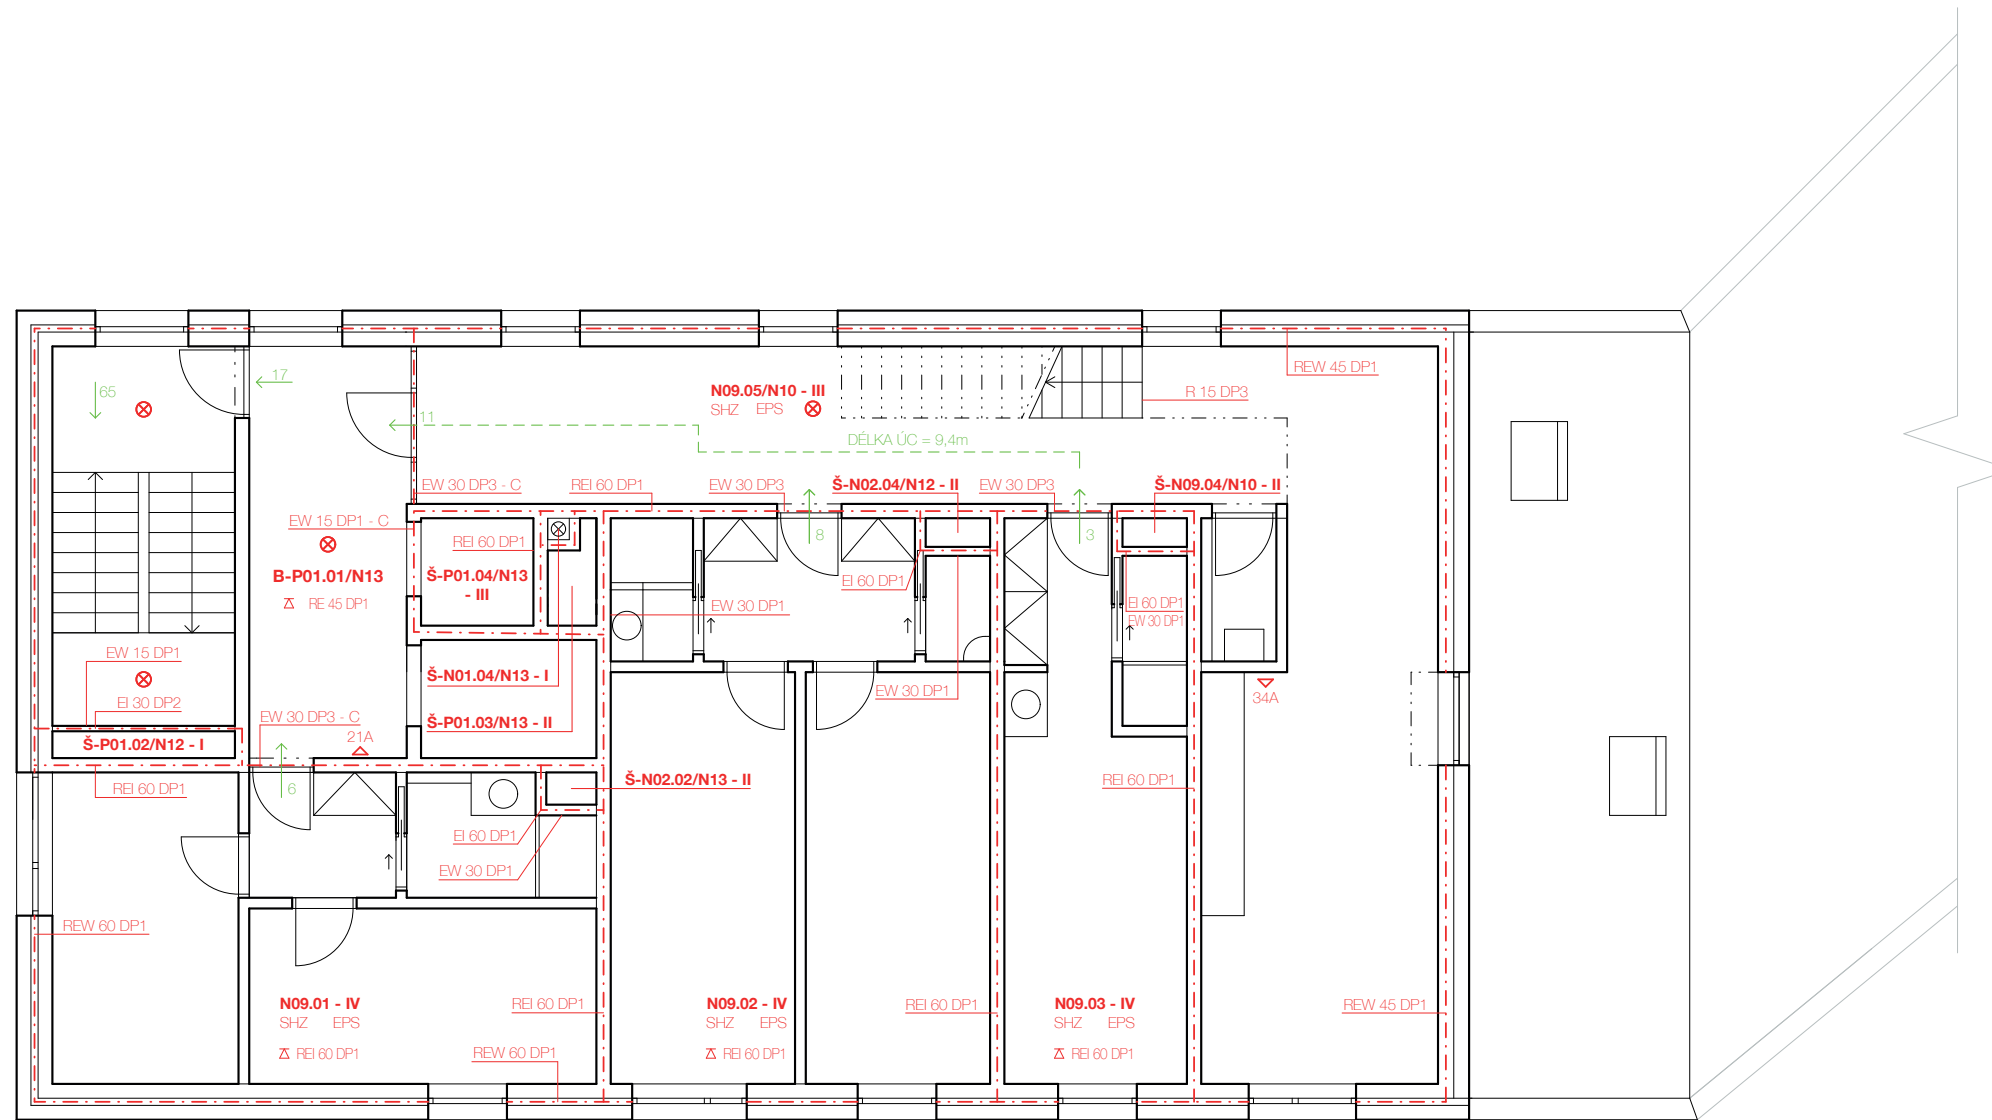 REW 45 DP1
17
65
N09.05/N10 - III
SHZ EPS
R 15 DP3
11
DÉLKA ÚC = 9,4m
EW 30 DP3 - C
REI 60 DP1
EW 30 DP3
Š-N02.04/N12 - II
EW 30 DP3
Š-N09.04/N10 - II
EW 15 DP1 - C
REI 60 DP1
8
3
B-P01.01/N13
RE 45 DP1
Š-P01.04/N13
- III
EI 60 DP1
EW 30 DP1
EI 60 DP1
EW 30 DP1
EW 15 DP1
EI 30 DP2
Š-N01.04/N13 - I
EW 30 DP1
34A
EW 30 DP3 - C
21A
Š-P01.03/N13 - II
Š-P01.02/N12 - I
REI 60 DP1
6
Š-N02.02/N13 - II
REI 60 DP1
EI 60 DP1
EW 30 DP1
REW 60 DP1
N09.01 - IV
SHZ EPS
REI 60 DP1
REI 60 DP1
REW 60 DP1
N09.02 - IV
SHZ EPS
REI 60 DP1
REI 60 DP1
N09.03 - IV
SHZ EPS
REI 60 DP1
REW 45 DP1